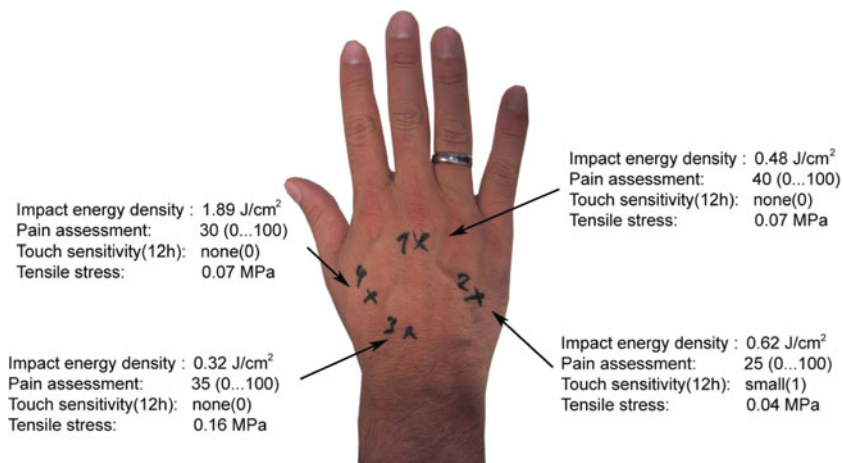 Impact energy density : 0.48 J/cm²
Pain assessment: 40 (0...100)
Touch sensitivity(12h): none(0)
Tensile stress: 0.07 MPa
Impact energy density : 1.89 J/cm²
Pain assessment: 30 (0...100)
Touch sensitivity(12h): none(0)
Tensile stress: 0.07 MPa
1X
4
x
2x
3x
Impact energy density : 0.62 J/cm²
Pain assessment: 25 (0...100)
Touch sensitivity(12h): small(1)
Tensile stress: 0.04 MPa
Impact energy density : 0.32 J/cm²
Pain assessment: 35 (0...100)
Touch sensitivity(12h): none(0)
Tensile stress: 0.16 MPa